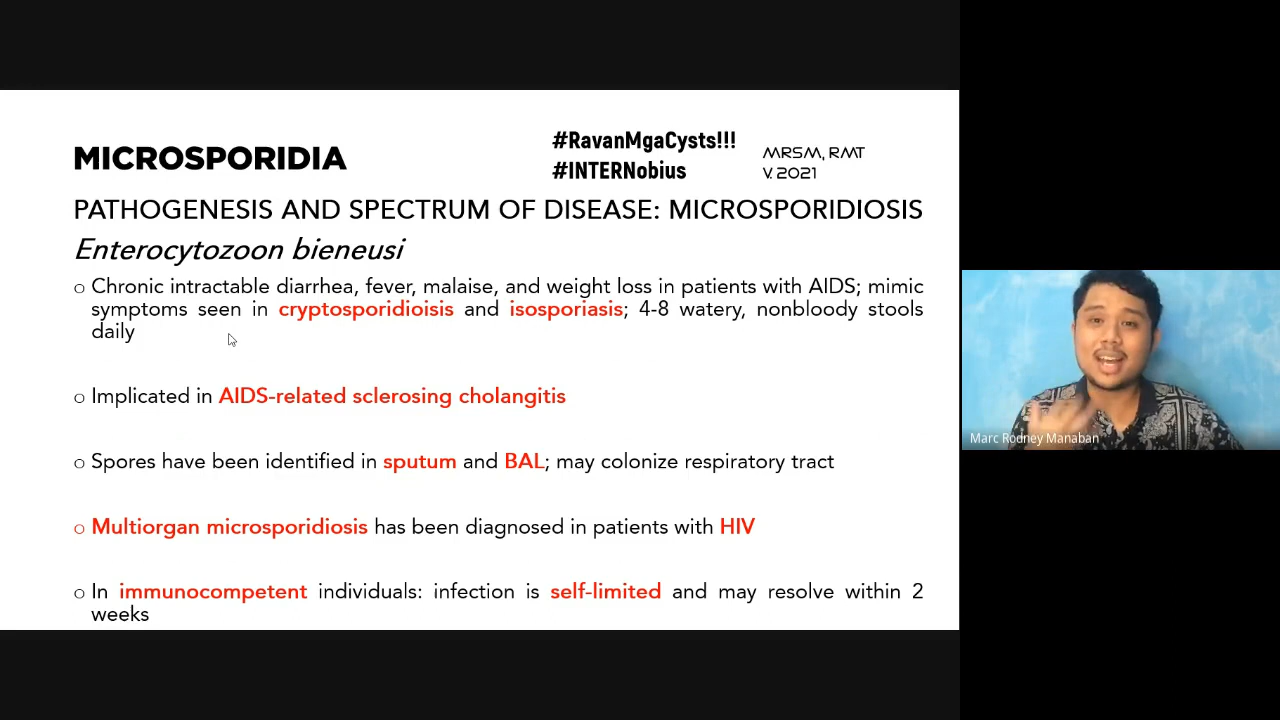 MICROSPORIDIA
#RavanMgaCysts!!!
#INTERNobius
MRSM, RMT
V. 2021
PATHOGENESIS AND SPECTRUM OF DISEASE: MICROSPORIDIOSIS
Enterocytozoon bieneusi
o Chronic intractable diarrhea, fever, malaise, and weight loss in patients with AIDS; mimic
symptoms seen in cryptosporidioisis and isosporiasis; 4-8 watery, nonbloody stools
daily
o Implicated in AIDS-related sclerosing cholangitis
o Spores have been identified in sputum and BAL; may colonize respiratory tract
o Multiorgan microsporidiosis has been diagnosed in patients with HIV
o In immunocompetent individuals: infection is self-limited and may resolve within 2
weeks
Marc Rodney Manaban